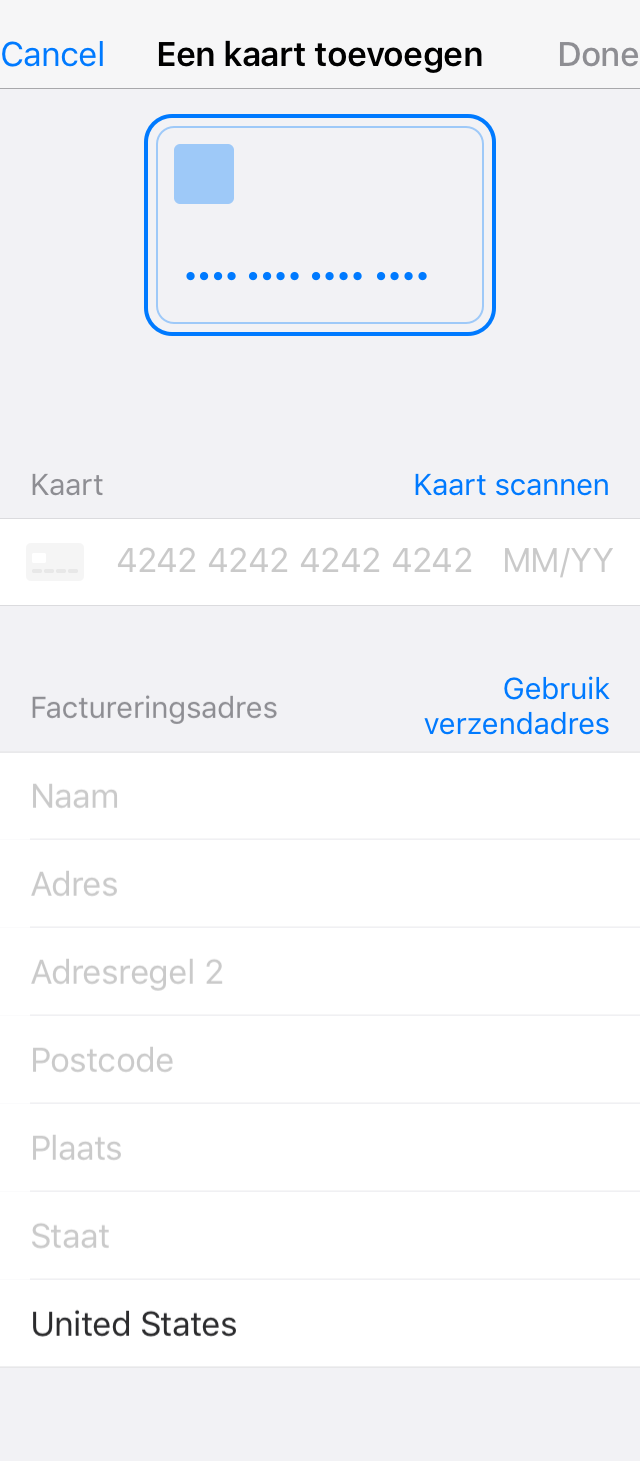 Cancel Een kaart toevoegen Done
•••• •••• •••• ••••
Kaart Kaart scannen
4242 4242 4242 4242 MM/YY
Factureringsadres
Gebruik
verzendadres
Naam
Adres
Adresregel 2
Postcode
Plaats
Staat
United States